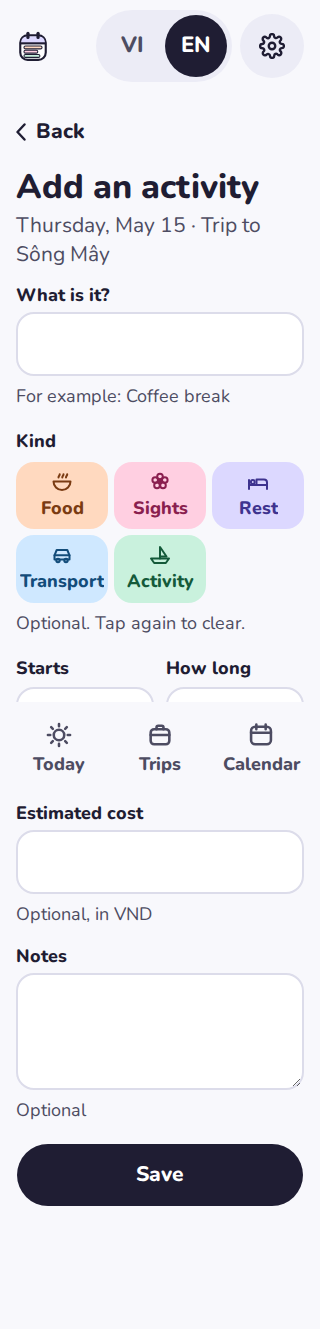 VI EN
Back
Add an activity
Thursday, May 15 · Trip to
Sông Mây
What is it?
For example: Coffee break
Kind
Food Sights Rest
Transport Activity
Optional. Tap again to clear.
Starts How long
Today Trips Calendar
Estimated cost
Optional, in VND
Notes
Optional
Save